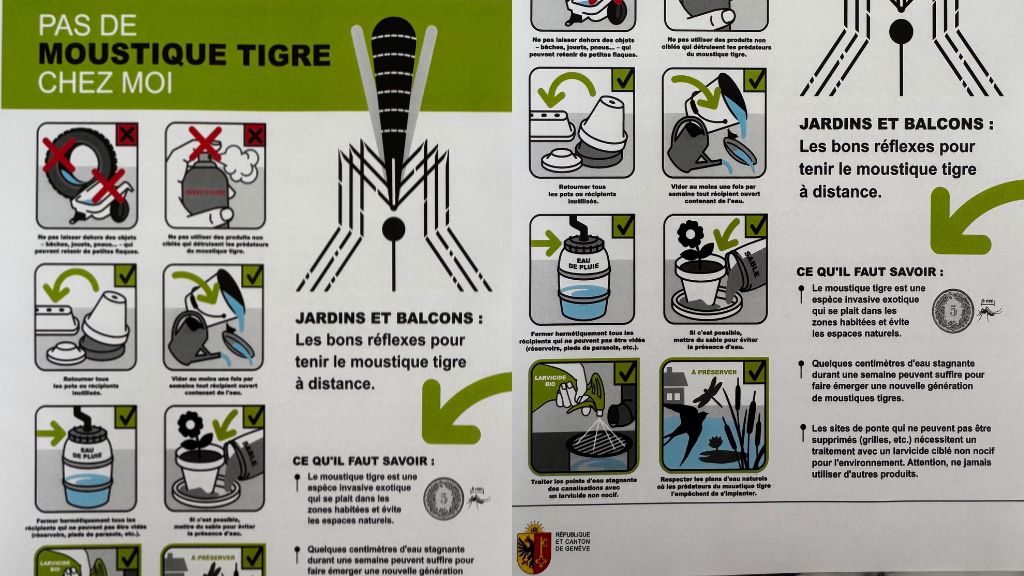 PAS DE
MOUSTIQUE TIGRE
CHEZ MOI
INSECTICIDE
Ne pas laisser dehors des objets
– bâches, jouets, pneus... – qui
peuvent retenir de petites flaques.
Ne pas utiliser des produits non
ciblés qui détruisent les prédateurs
du moustique tigre.
Retourner tous
les pots ou récipients
inutilisés.
Vider au moins une fois par
semaine tout récipient ouvert
contenant de l'eau.
EAU
DE PLUIE
SABLE
Fermer hermétiquement tous les
récipients qui ne peuvent pas être vidés
(réservoirs, pieds de parasols, etc.).
Si c'est possible,
mettre du sable pour éviter
la présence d'eau.
LARVICIDE
BIO
À PRÉSERVER
JARDINS ET BALCONS :
Les bons réflexes pour
tenir le moustique tigre
à distance.
CE QU'IL FAUT SAVOIR :
Le moustique tigre est une
espèce invasive exotique
qui se plait dans les
zones habitées et évite
les espaces naturels.
5
Quelques centimètres d'eau stagnante
durant une semaine peuvent suffire pour
faire émerger une nouvelle génération
Ne pas laisser dehors des objets
– bâches, jouets, pneus... – qui
peuvent retenir de petites flaques.
Ne pas utiliser des produits non
ciblés qui détruisent les prédateurs
du moustique tigre.
Retourner tous
les pots ou récipients
inutilisés.
Vider au moins une fois par
semaine tout récipient ouvert
contenant de l'eau.
EAU
DE PLUIE
SABLE
Fermer hermétiquement tous les
récipients qui ne peuvent pas être vidés
(réservoirs, pieds de parasols, etc.).
Si c'est possible,
mettre du sable pour éviter
la présence d'eau.
LARVICIDE
BIO
À PRÉSERVER
Traiter les points d'eau stagnante
des canalisations avec
un larvicide non nocif.
Respecter les plans d'eau naturels
où les prédateurs du moustique tigre
l'empêchent de s'implanter.
JARDINS ET BALCONS :
Les bons réflexes pour
tenir le moustique tigre
à distance.
CE QU'IL FAUT SAVOIR :
Le moustique tigre est une
espèce invasive exotique
qui se plait dans les
zones habitées et évite
les espaces naturels.
5
5 mm
Quelques centimètres d'eau stagnante
durant une semaine peuvent suffire pour
faire émerger une nouvelle génération
de moustiques tigres.
Les sites de ponte qui ne peuvent pas être
supprimés (grilles, etc.) nécessitent un
traitement avec un larvicide ciblé non nocif
pour l'environnement. Attention, ne jamais
utiliser d'autres produits.
RÉPUBLIQUE
ET CANTON
DE GENÈVE